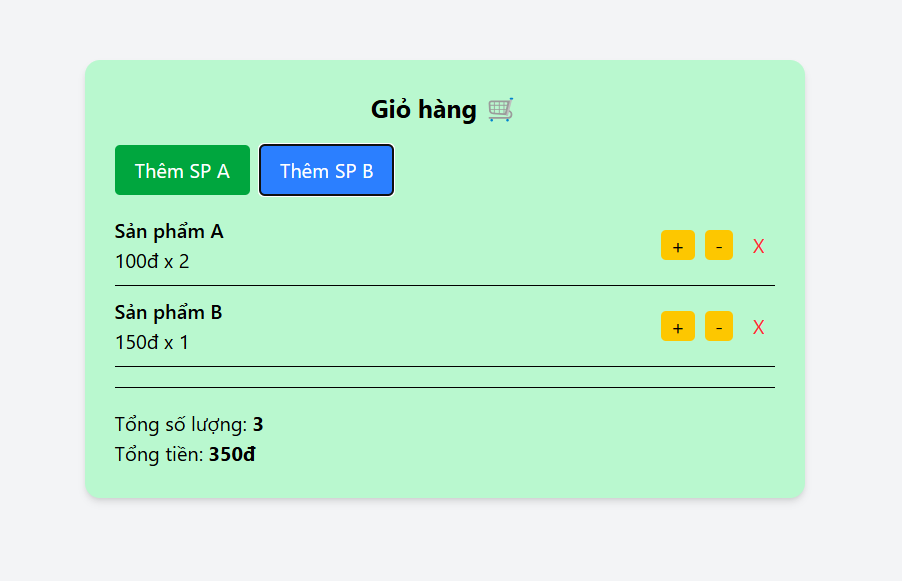 Giỏ hàng 🛒
Thêm SP A
Thêm SP B
Sản phẩm A
100đ x 2
+ - X
Sản phẩm B
150đ x 1
+ - X
Tổng số lượng: 3
Tổng tiền: 350đ